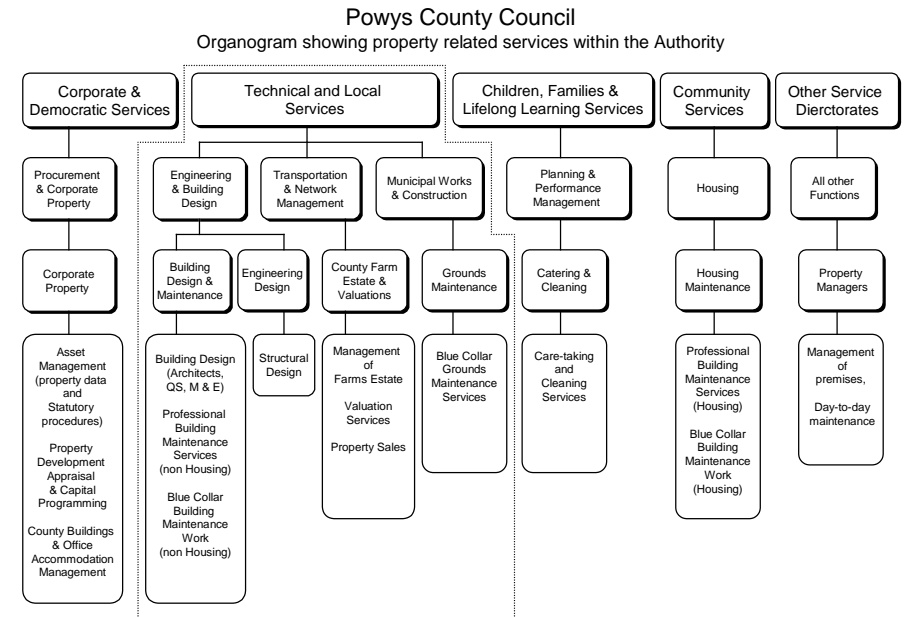 Powys County Council
Organogram showing property related services within the Authority
Corporate &
Democratic Services
Technical and Local
Services
Children, Families &
Lifelong Learning Services
Community
Services
Other Service
Dierctorates
Procurement
& Corporate
Property
Engineering
& Building
Design
Transportation
& Network
Management
Municipal Works
& Construction
Planning &
Performance
Management
Housing
All other
Functions
Corporate
Property
Building
Design &
Maintenance
Engineering
Design
County Farm
Estate &
Valuations
Grounds
Maintenance
Catering &
Cleaning
Housing
Maintenance
Property
Managers
Asset
Management
(property data
and
Statutory
procedures)
Property
Development
Appraisal
& Capital
Programming
County Buildings
& Office
Accommodation
Management
Building Design
(Architects,
QS, M & E)
Professional
Building
Maintenance
Services
(non Housing)
Blue Collar
Building
Maintenance
Work
(non Housing)
Structural
Design
Management
of
Farms Estate
Valuation
Services
Property Sales
Blue Collar
Grounds
Maintenance
Services
Care-taking
and
Cleaning
Services
Professional
Building
Maintenance
Services
(Housing)
Blue Collar
Building
Maintenance
Work
(Housing)
Management
of
premises,
Day-to-day
maintenance